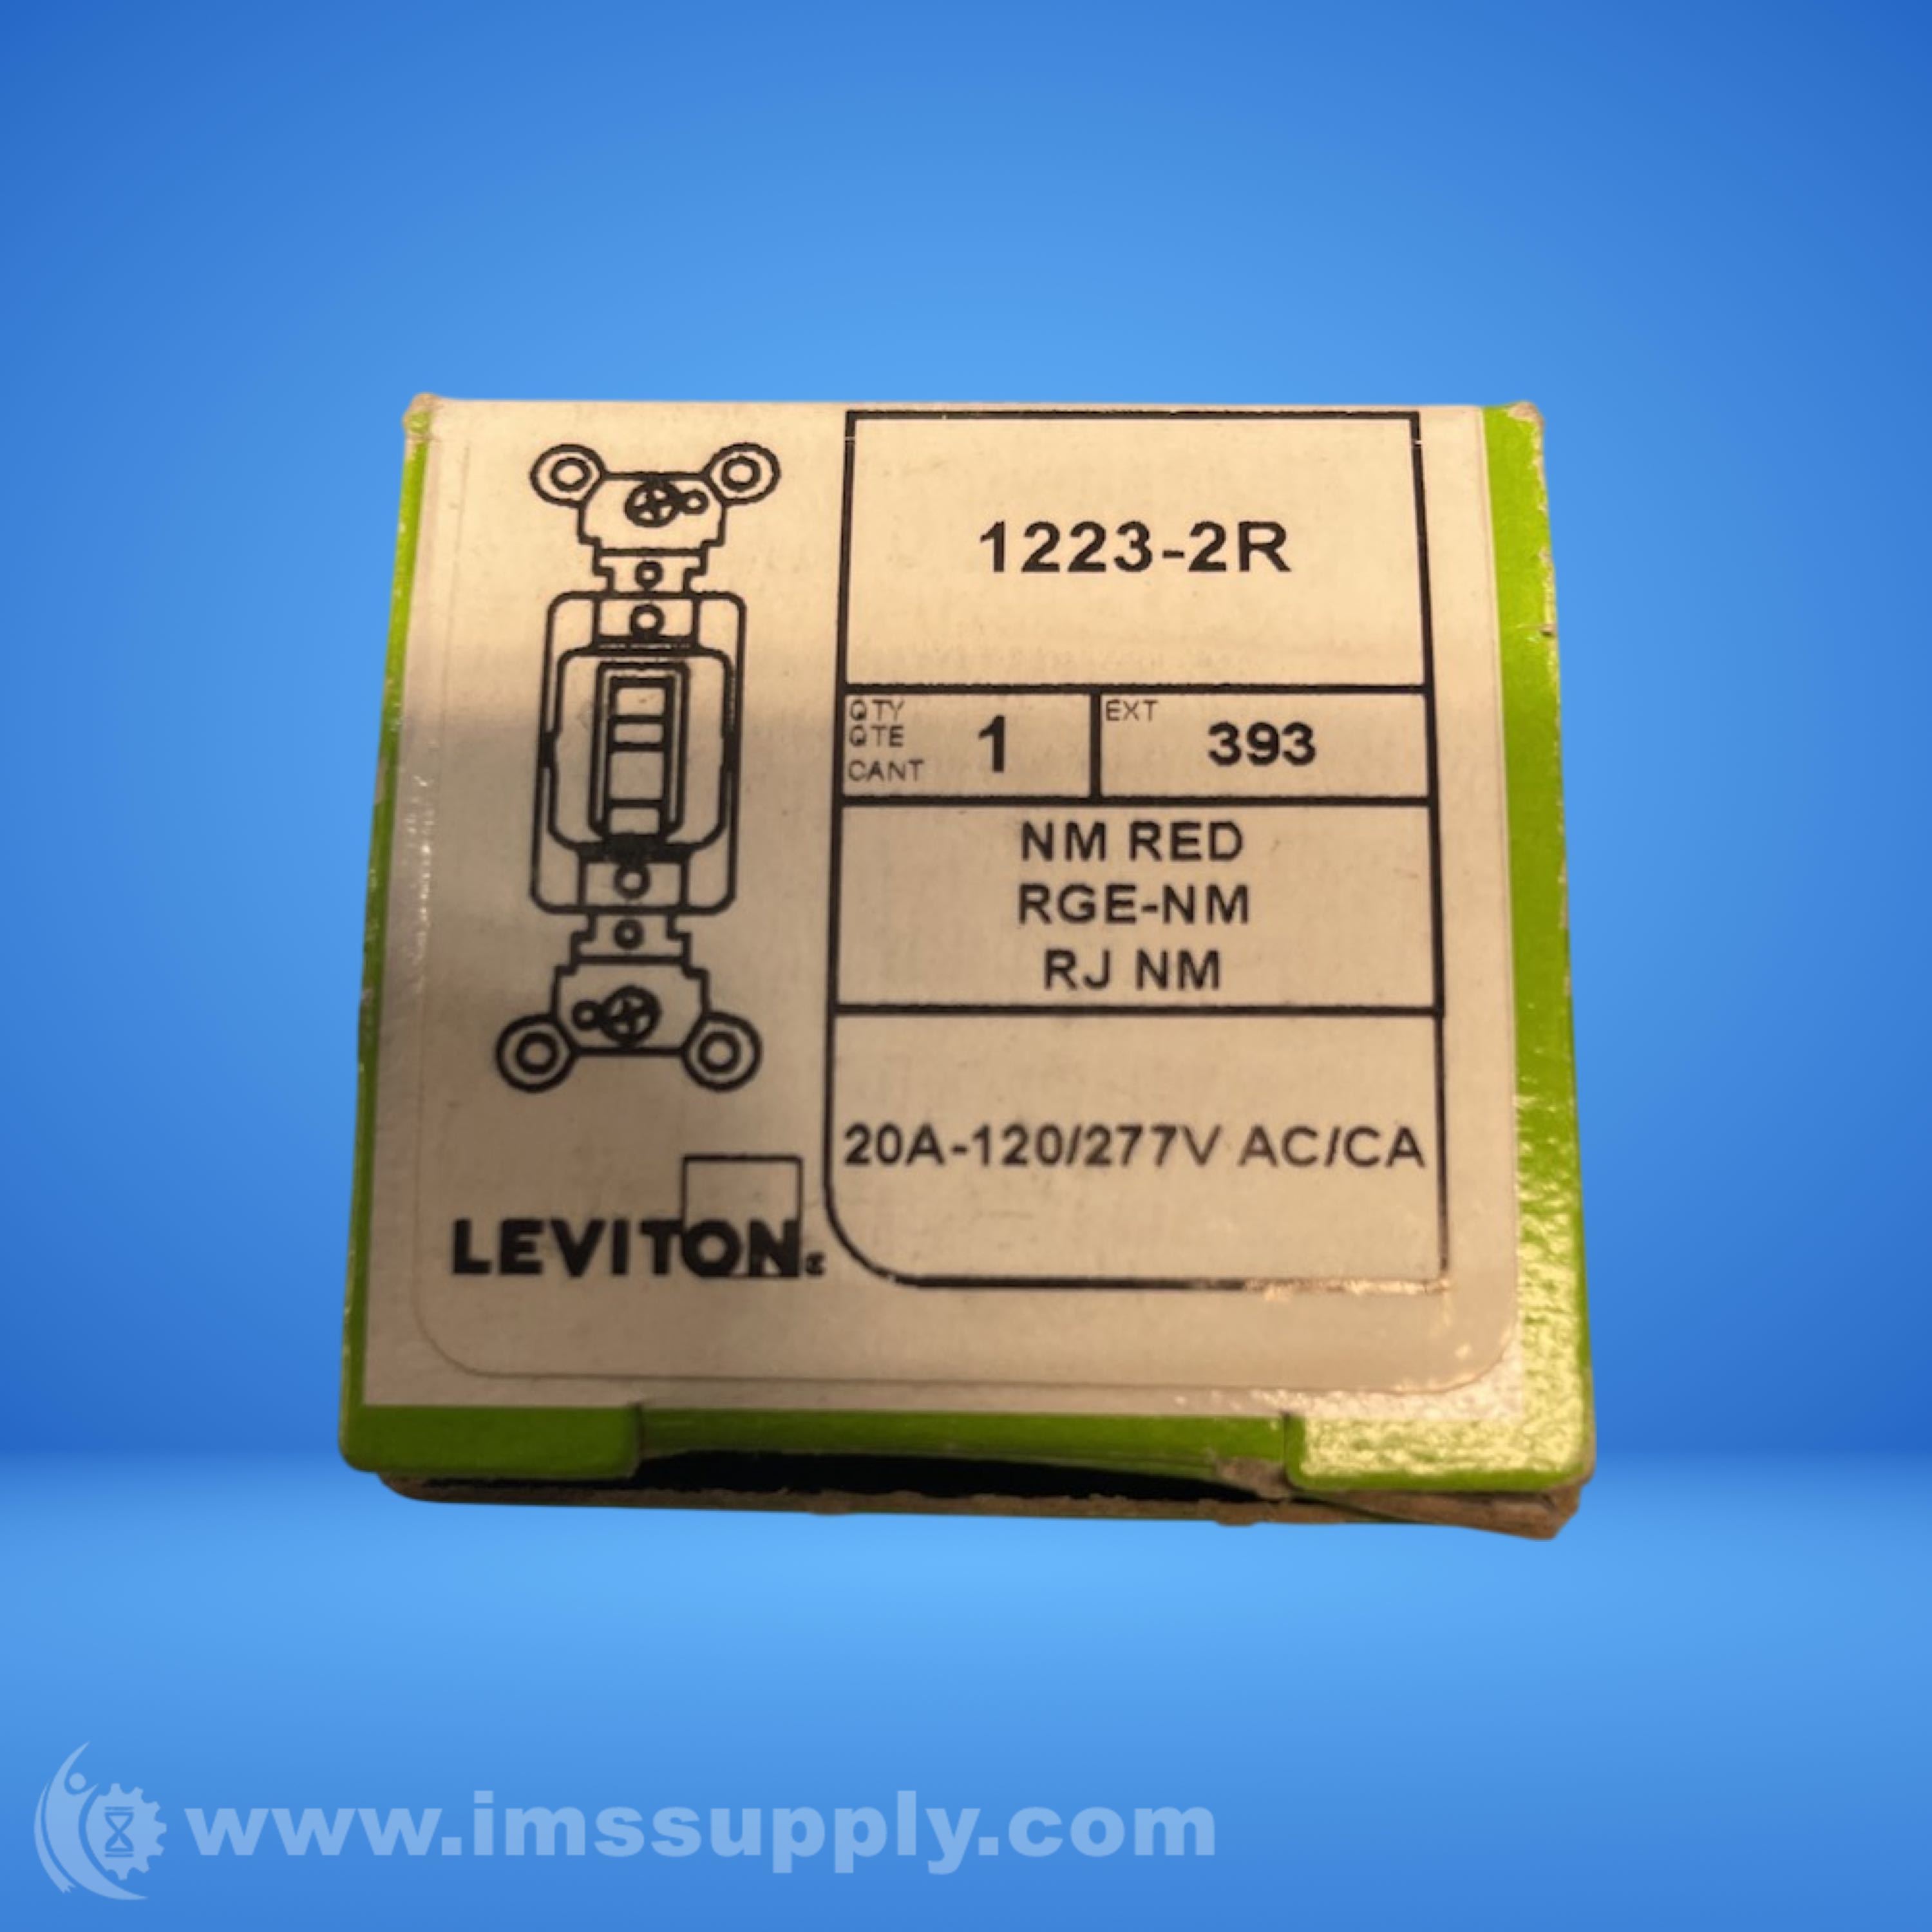 1223-2R
QTY
QTE
CANT
1
EXT
393
NM RED
RGE-NM
RJ NM
20A-120/277V AC/CA
LEVITON
www.imssupply.com